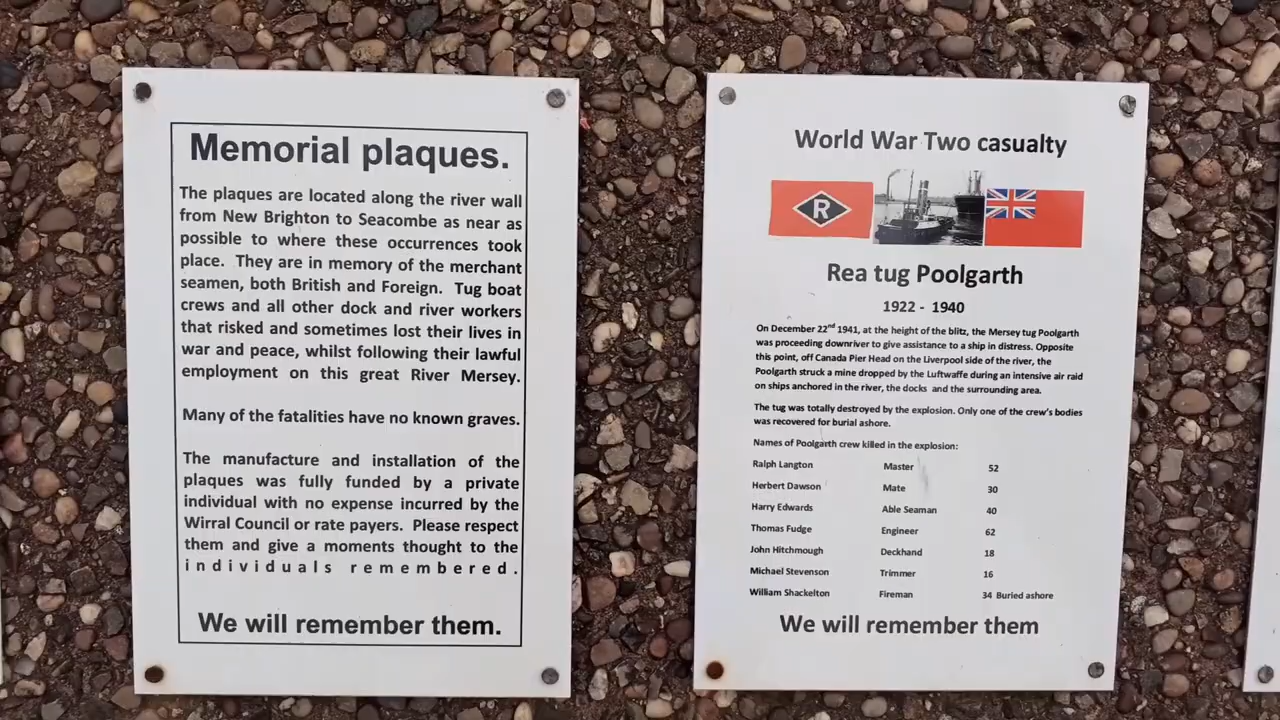 Memorial plaques.
The plaques are located along the river wall
from New Brighton to Seacombe as near as
possible to where these occurrences took
place. They are in memory of the merchant
seamen, both British and Foreign. Tug boat
crews and all other dock and river workers
that risked and sometimes lost their lives in
war and peace, whilst following their lawful
employment on this great River Mersey.
Many of the fatalities have no known graves.
The manufacture and installation of the
plaques was fully funded by a private
individual with no expense incurred by the
Wirral Council or rate payers. Please respect
them and give a moments thought to the
individuals remembered.
We will remember them.
World War Two casualty
R
Rea tug Poolgarth
1922 - 1940
On December 22nd 1941, at the height of the blitz, the Mersey tug Poolgarth
was proceeding downriver to give assistance to a ship in distress. Opposite
this point, off Canada Pier Head on the Liverpool side of the river, the
Poolgarth struck a mine dropped by the Luftwaffe during an intensive air raid
on ships anchored in the river, the docks and the surrounding area.
The tug was totally destroyed by the explosion. Only one of the crew's bodies
was recovered for burial ashore.
Names of Poolgarth crew killed in the explosion:
Ralph Langton Master 52
Herbert Dawson Mate 30
Harry Edwards Able Seaman 40
Thomas Fudge Engineer 62
John Hitchmough Deckhand 18
Michael Stevenson Trimmer 16
William Shackelton Fireman 34 Buried ashore
We will remember them